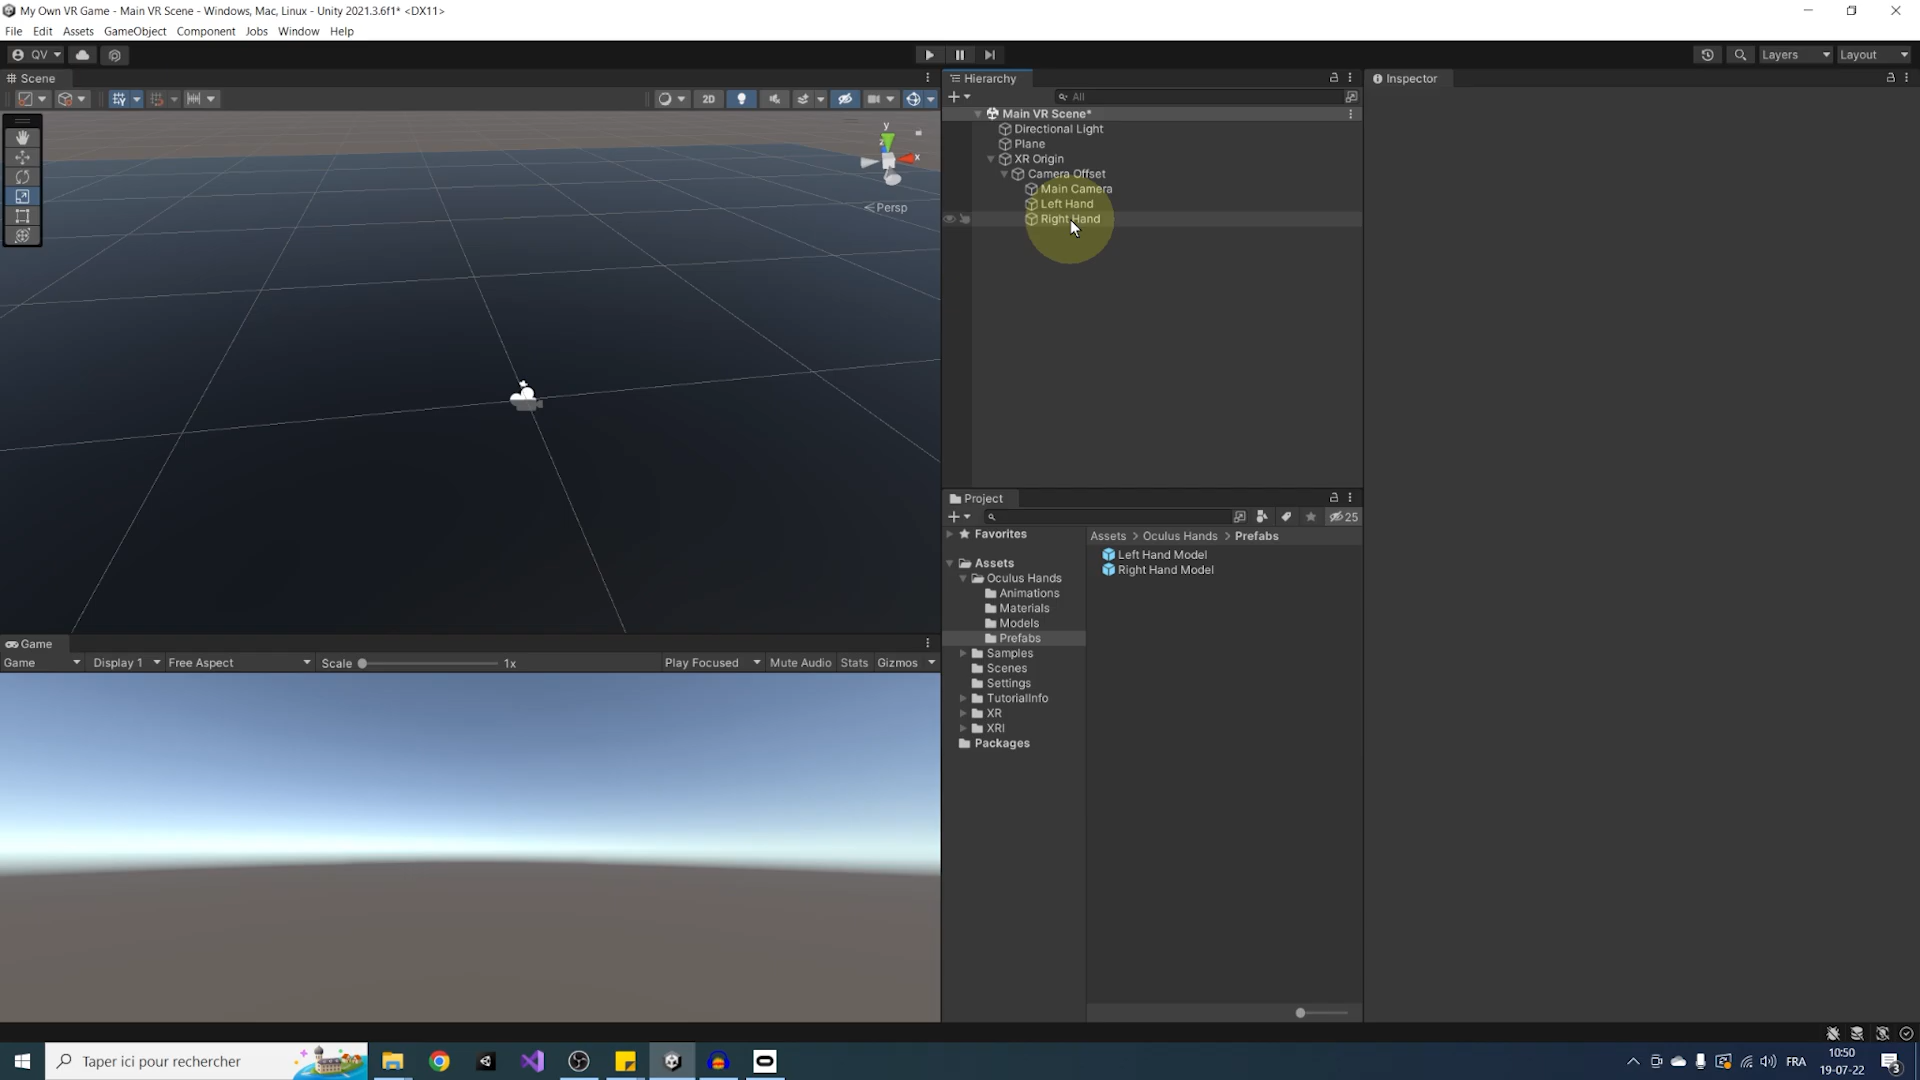 My Own VR Game - Main VR Scene - Windows, Mac, Linux - Unity 2021.3.6f1* <DX11>
File Edit Assets GameObject Component Jobs Window Help
QV Layers Layout
Scene
2D
y
z
x
Persp
Game
Game Display 1 Free Aspect Scale 1x Play Focused Mute Audio Stats Gizmos
Hierarchy
All
Main VR Scene*
Directional Light
Plane
XR Origin
Camera Offset
Main Camera
Left Hand
Right Hand
Project
25
Favorites
Assets
Oculus Hands
Animations
Materials
Models
Prefabs
Samples
Scenes
Settings
TutorialInfo
XR
XRI
Packages
Assets > Oculus Hands > Prefabs
Left Hand Model
Right Hand Model
Inspector
Taper ici pour rechercher
FRA
10:50
19-07-22
3